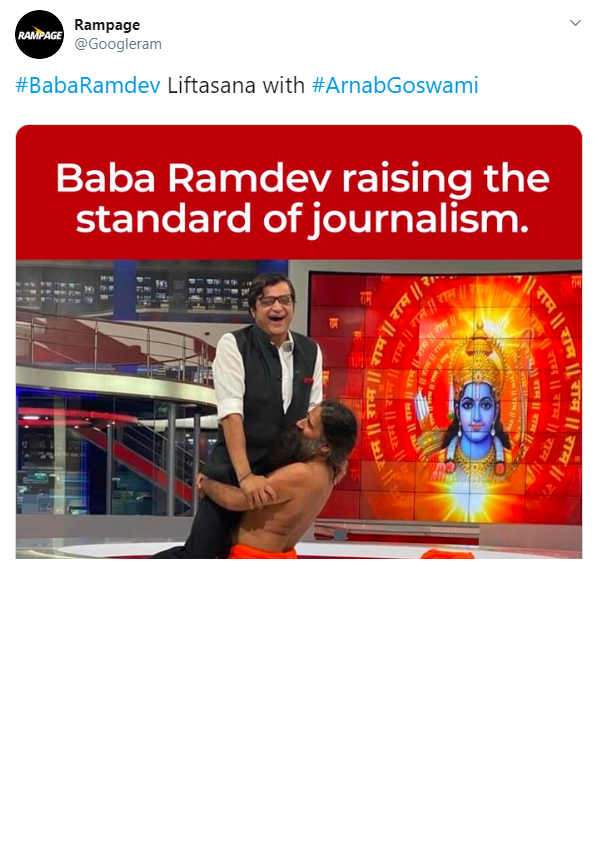 RAMPAGE
Rampage
@Googleram
#BabaRamdev Liftasana with #ArnabGoswami
Baba Ramdev raising the
standard of journalism.
राम || राम || राम || राम
राम || राम || राम